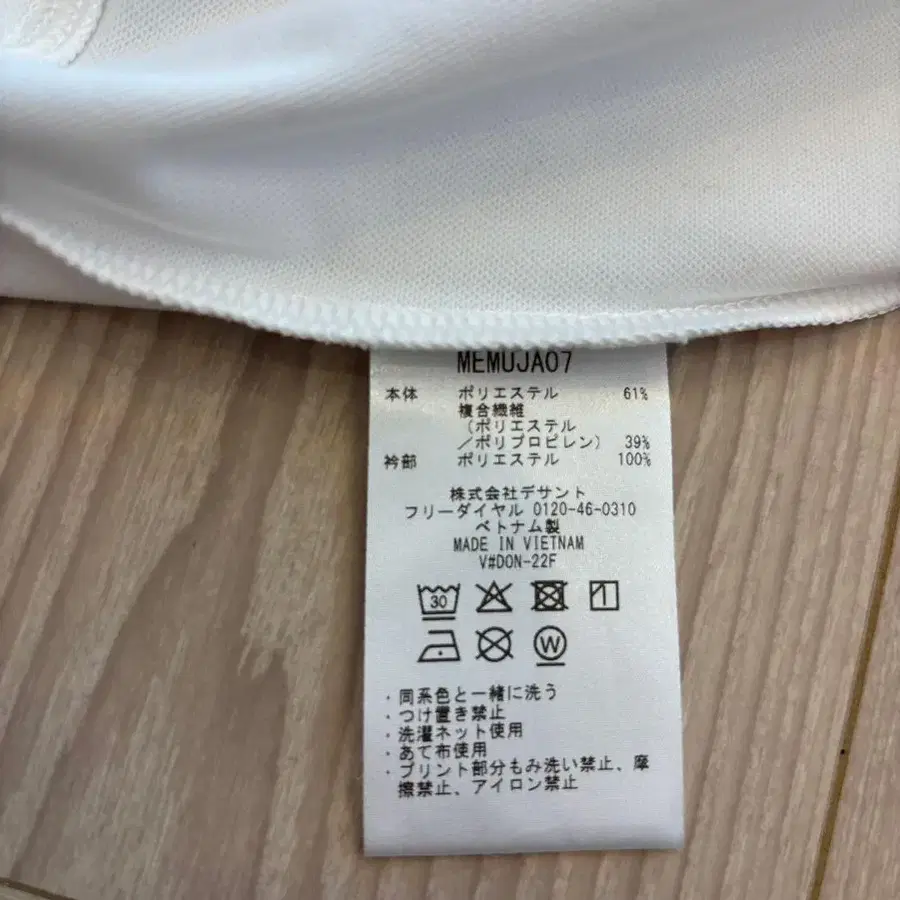 MEMUJA07
本体 ポリエステル 61%
複合繊維
(ポリエステル
/ポリプロピレン) 39%
衿部 ポリエステル 100%
株式会社デサント
フリーダイヤル 0120-46-0310
ベトナム製
MADE IN VIETNAM
V#DON-22F
30
W
・同系色と一緒に洗う
・つけ置き禁止
・洗濯ネット使用
・あて布使用
・プリント部分もみ洗い禁止、摩
擦禁止、アイロン禁止